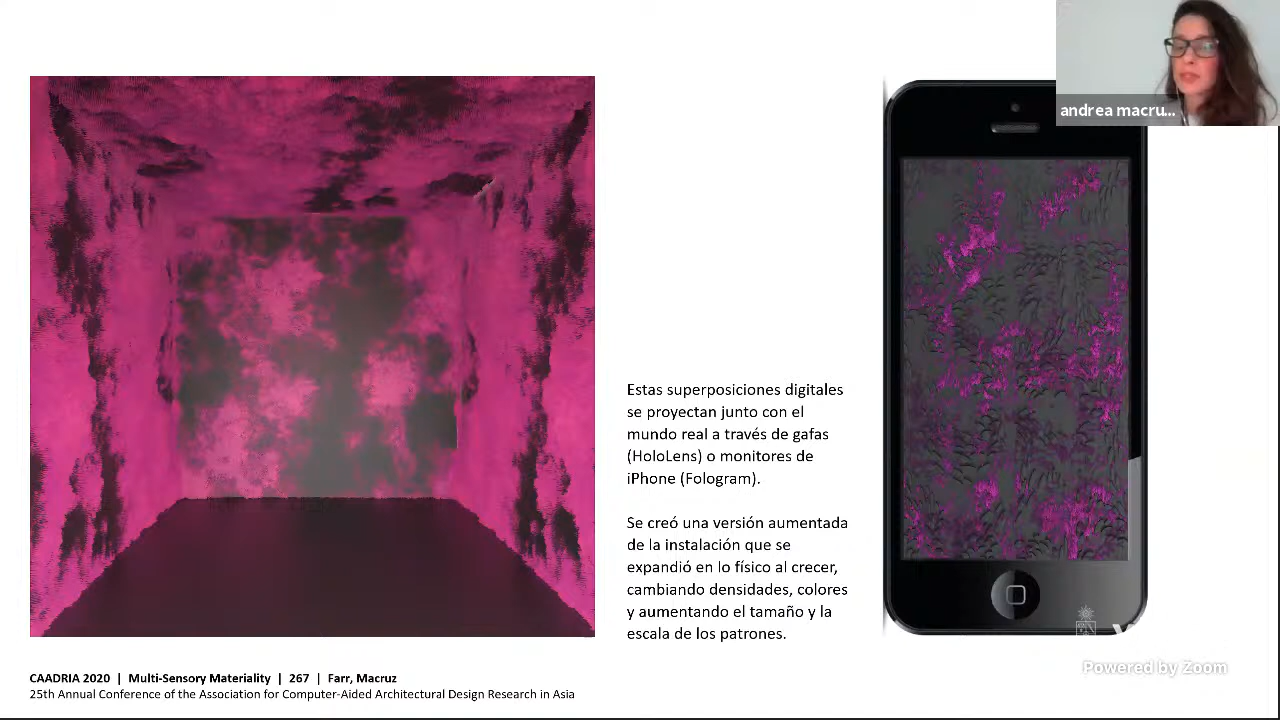 andrea macru...
Estas superposiciones digitales
se proyectan junto con el
mundo real a través de gafas
(HoloLens) o monitores de
iPhone (Fologram).
Se creó una versión aumentada
de la instalación que se
expandió en lo físico al crecer,
cambiando densidades, colores
y aumentando el tamaño y la
escala de los patrones.
CAADRIA 2020 | Multi-Sensory Materiality | 267 | Farr, Macruz
25th Annual Conference of the Association for Computer-Aided Architectural Design Research in Asia
Powered by Zoom